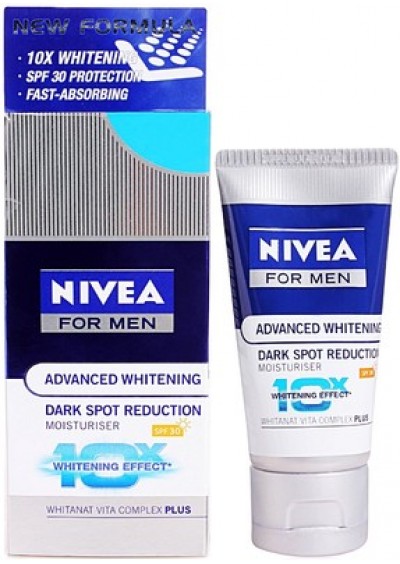 NEW FORMULA
• 10X WHITENING
• SPF 30 PROTECTION
• FAST-ABSORBING
NIVEA
FOR MEN
ADVANCED WHITENING
DARK SPOT REDUCTION
MOISTURISER
SPF 30
10X
WHITENING EFFECT*
WHITANAT VITA COMPLEX PLUS
NIVEA
FOR MEN
ADVANCED WHITENING
DARK SPOT REDUCTION
MOISTURISER
SPF 30
10X
WHITENING EFFECT*
WHITANAT VITA COMPLEX PLUS